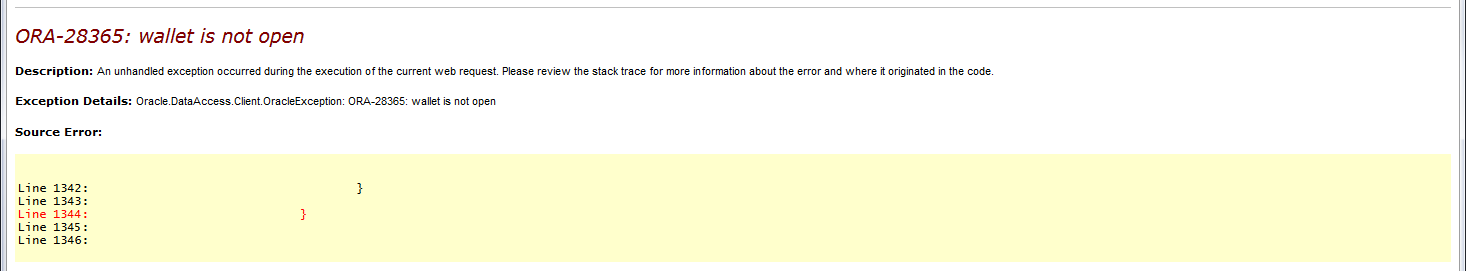 ORA-28365: wallet is not open
Description: An unhandled exception occurred during the execution of the current web request. Please review the stack trace for more information about the error and where it originated in the code.
Exception Details: Oracle.DataAccess.Client.OracleException: ORA-28365: wallet is not open
Source Error:
Line 1342: }
Line 1343:
Line 1344: }
Line 1345:
Line 1346: